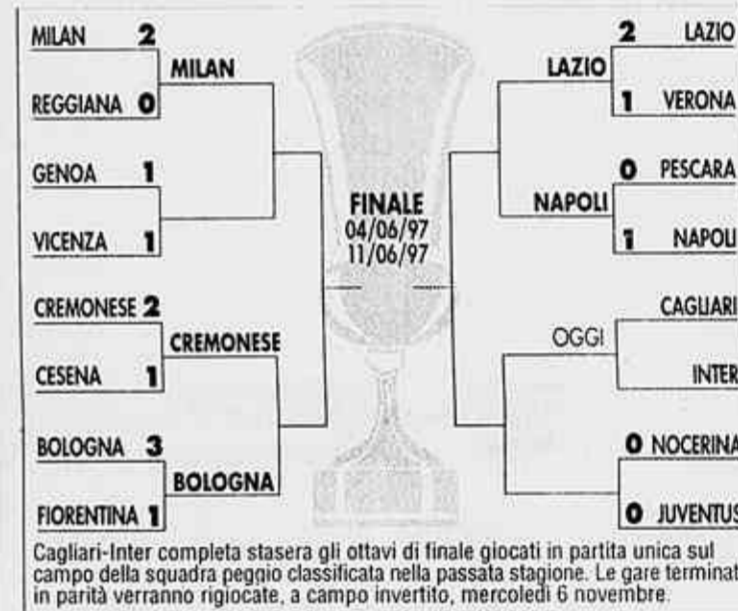 MILAN 2
MILAN
REGGIANA 0
GENOA 1
VICENZA 1
CREMONESE 2
CREMONESE
CESENA 1
BOLOGNA 3
BOLOGNA
FIORENTINA 1
FINALE
04/06/97
11/06/97
2 LAZIO
LAZIO
1 VERONA
0 PESCARA
NAPOLI
1 NAPOLI
CAGLIARI
OGGI
INTER
0 NOCERINA
0 JUVENTUS
Cagliari-Inter completa stasera gli ottavi di finale giocati in partita unica sul
campo della squadra peggio classificata nella passata stagione. Le gare terminat
in parità verranno rigiocate, a campo invertito, mercoledì 6 novembre.